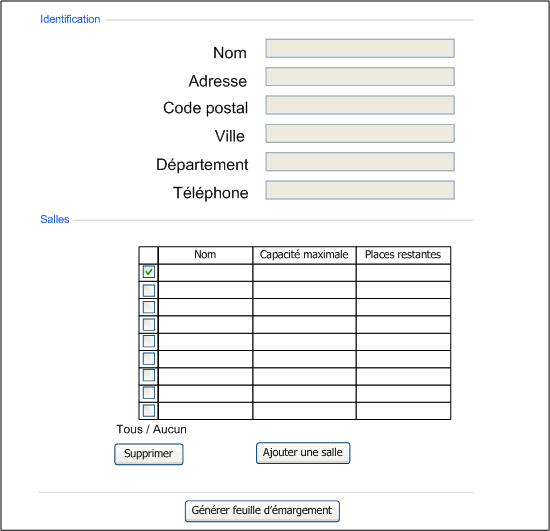 Identification
Nom
Adresse
Code postal
Ville
Département
Téléphone
Salles
Nom Capacité maximale Places restantes
Tous / Aucun
Supprimer Ajouter une salle
Générer feuille d'émargement